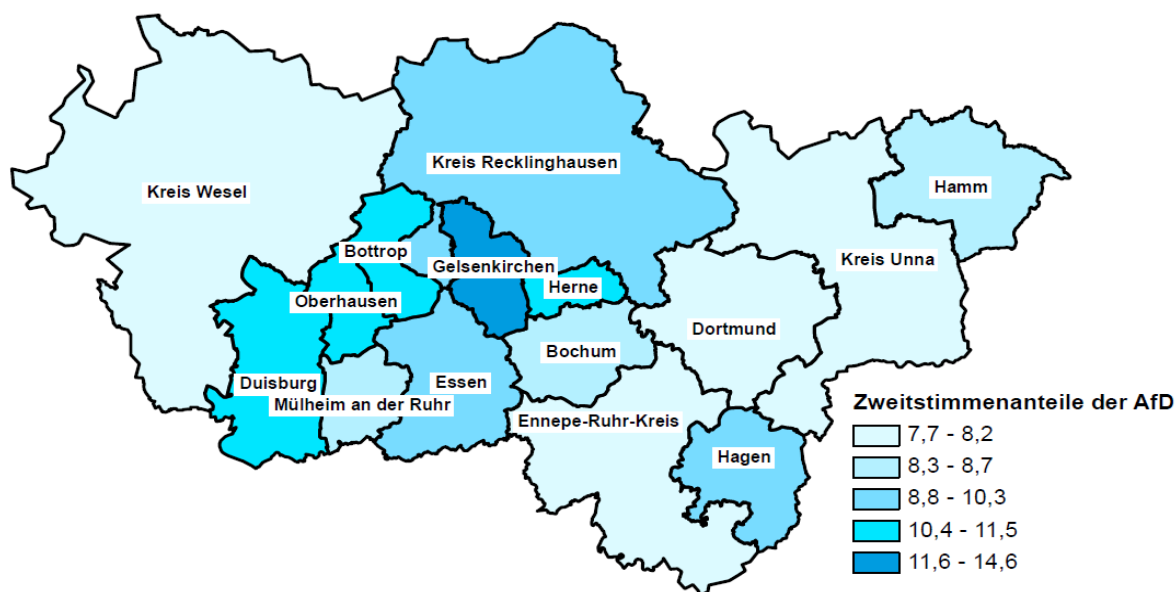 Kreis Recklinghausen
Hamm
Kreis Wesel
Bottrop
Gelsenkirchen
Kreis Unna
Herne
Oberhausen
Dortmund
Bochum
Duisburg
Essen
Mülheim an der Ruhr
Ennepe-Ruhr-Kreis
Hagen
Zweitstimmenanteile der AfD
7,7 - 8,2
8,3 - 8,7
8,8 - 10,3
10,4 - 11,5
11,6 - 14,6